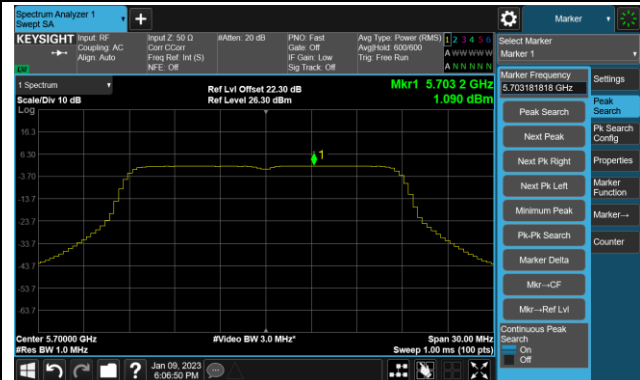 Spectrum Analyzer 1
Swept SA
KEYSIGHT
Input: RF
Coupling: AC
Align: Auto
Input Z: 50 Ω
Corr CCorr
Freq Ref: Int (S)
NFE: Off
#Atten: 20 dB
PNO: Fast
Gate: Off
IF Gain: Low
Sig Track: Off
Avg Type: Power (RMS)
Avg|Hold: 600/600
Trig: Free Run
1 2 3 4 5 6
A W W W W W
A N N N N N
LXI
1 Spectrum
Scale/Div 10 dB
Log
Ref Lvl Offset 22.30 dB
Ref Level 26.30 dBm
Mkr1 5.703 2 GHz
1.090 dBm
16.3
6.30
-3.70
-13.7
-23.7
-33.7
-43.7
-53.7
-63.7
1
Center 5.70000 GHz
#Res BW 1.0 MHz
#Video BW 3.0 MHz*
Span 30.00 MHz
Sweep 1.00 ms (100 pts)
Jan 09, 2023
6:06:50 PM
Marker
Select Marker
Marker 1
Marker Frequency
5.703181818 GHz
Peak Search
Next Peak
Next Pk Right
Next Pk Left
Minimum Peak
Pk-Pk Search
Marker Delta
Mkr→CF
Mkr→Ref Lvl
Continuous Peak
Search
On
Off
Settings
Peak
Search
Pk Search
Config
Properties
Marker
Function
Marker→
Counter